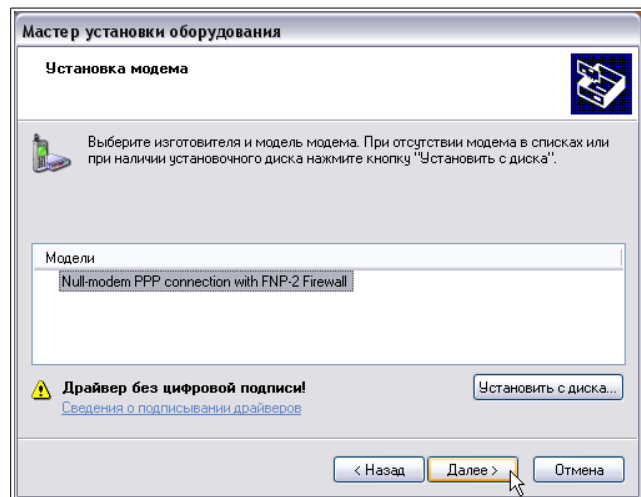 Мастер установки оборудования
Установка модема
Выберите изготовителя и модель модема. При отсутствии модема в списках или
при наличии установочного диска нажмите кнопку "Установить с диска".
Модели
Null-modem PPP connection with FNP-2 Firewall
Драйвер без цифровой подписи!
Установить с диска...
Сведения о подписывании драйверов
< Назад
Далее >
Отмена